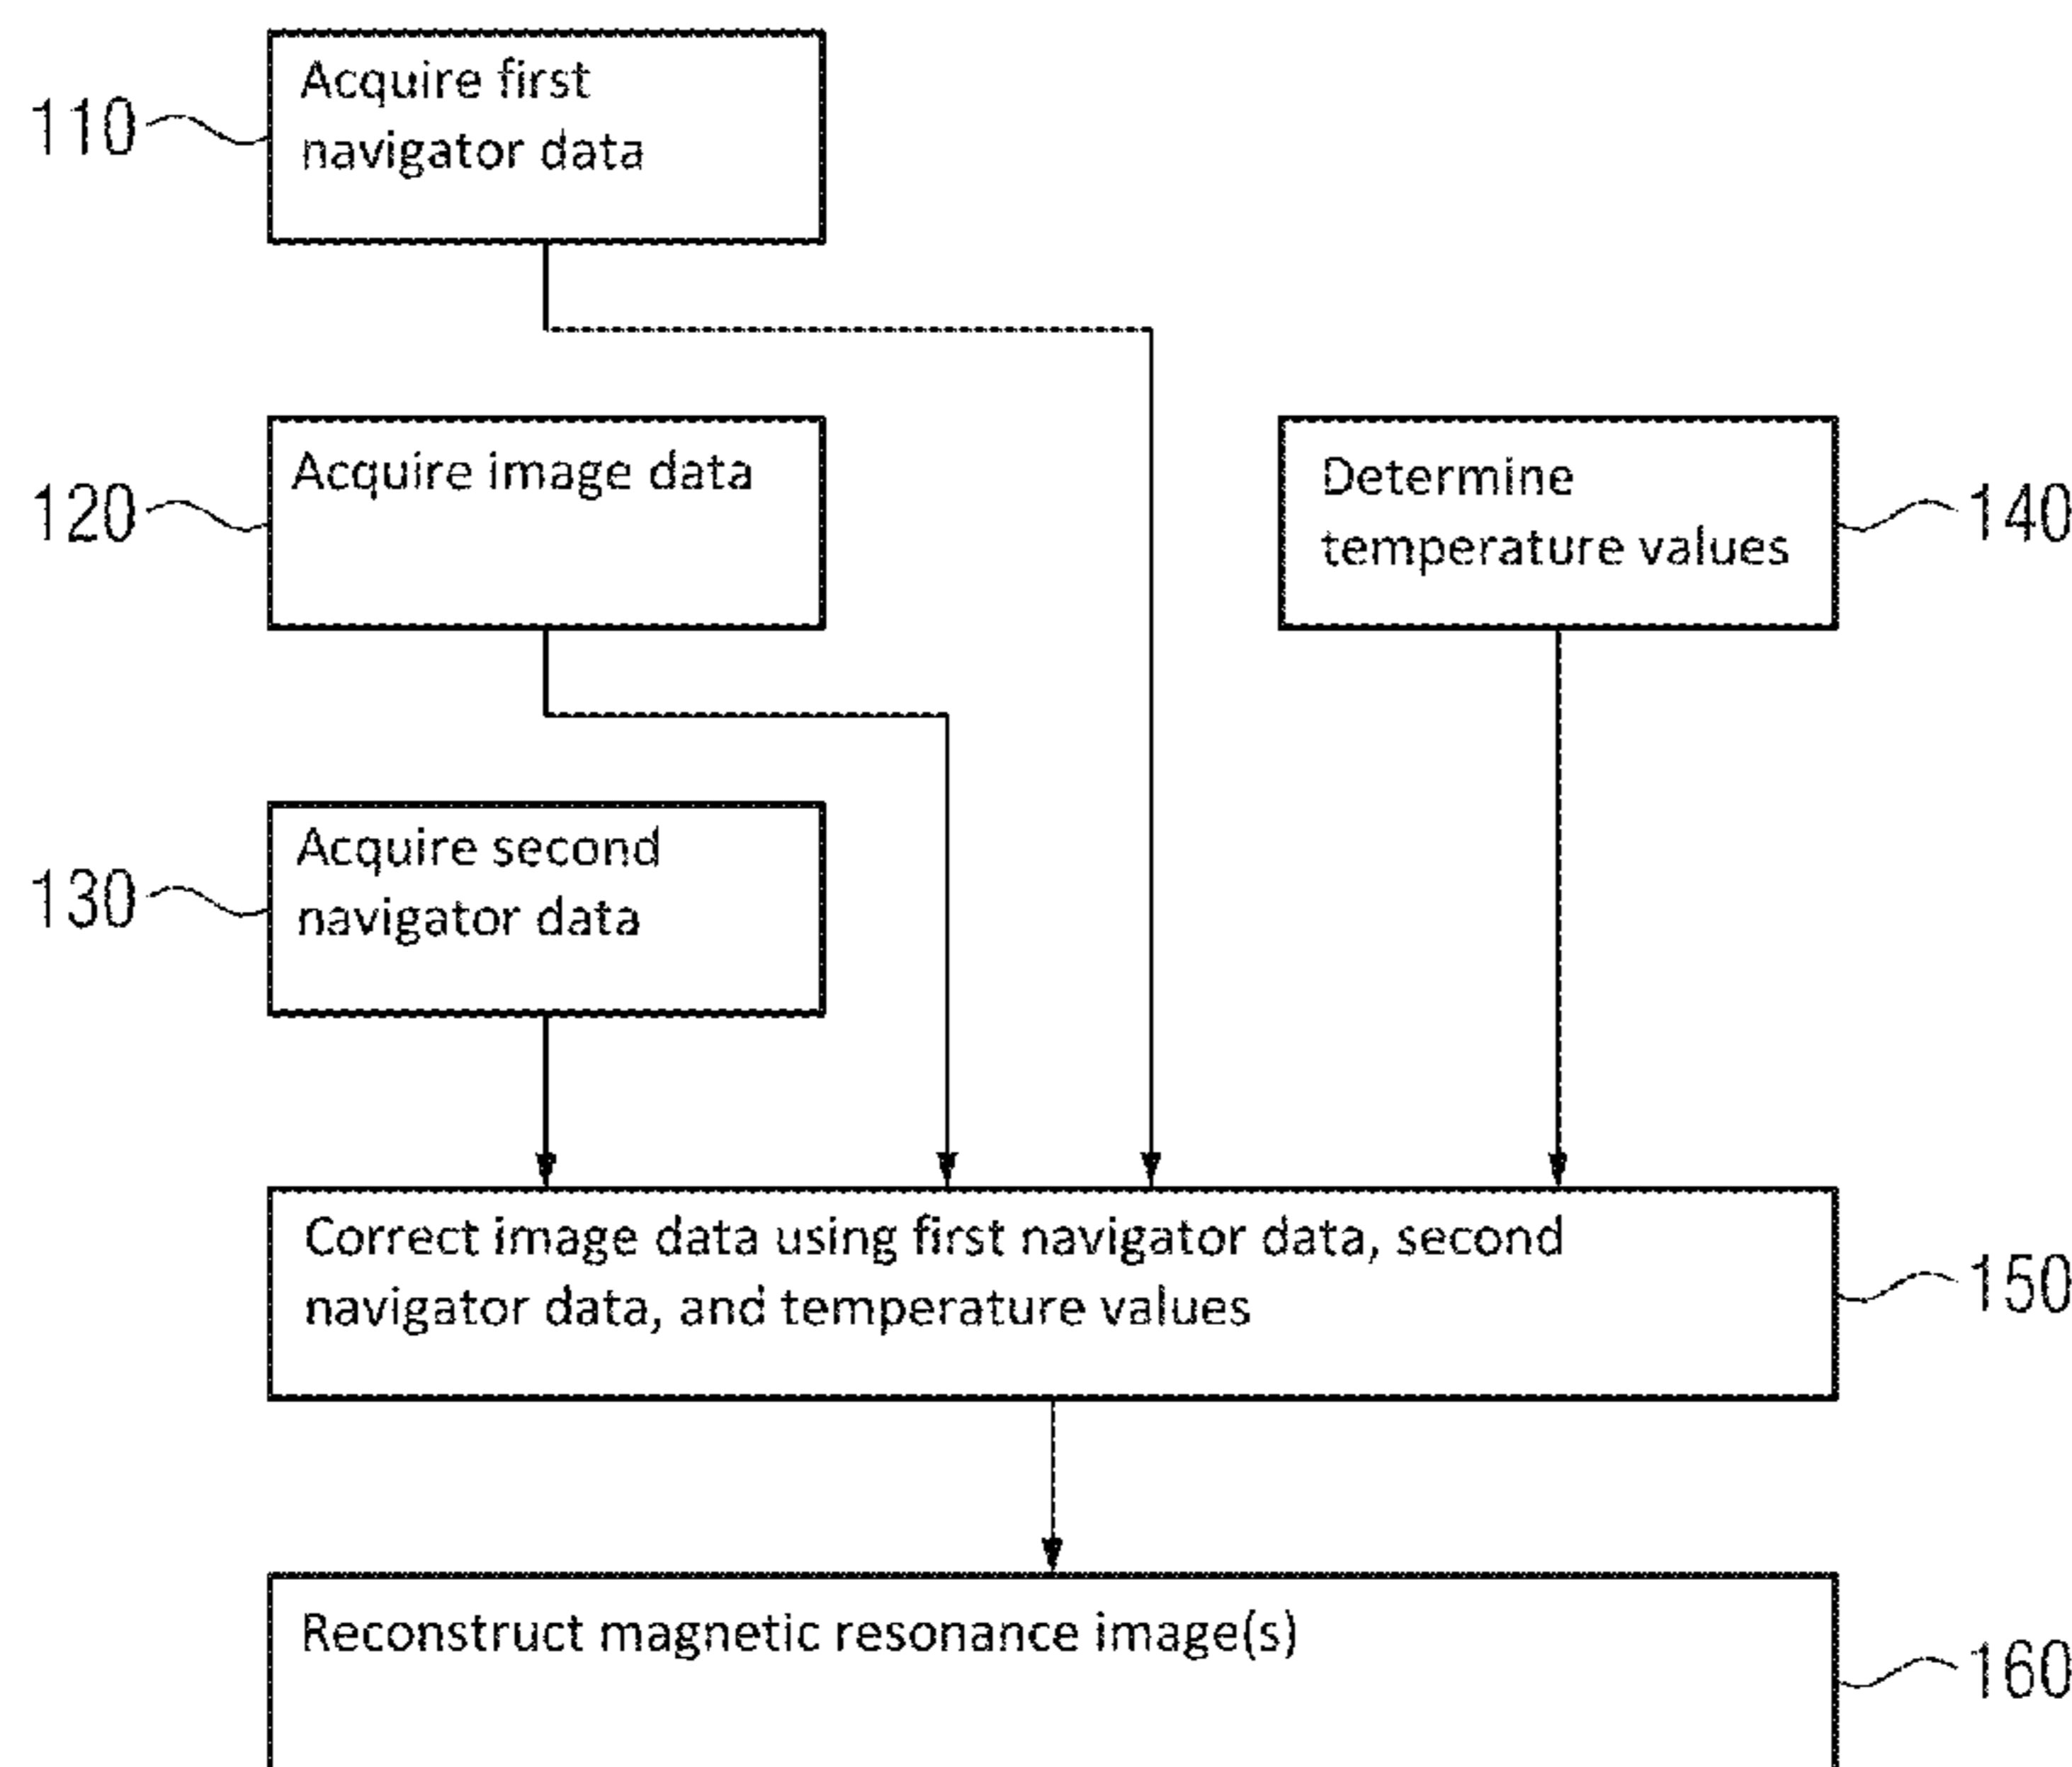 Acquire first
navigator data
110
Acquire image data
120
Determine
temperature values
140
Acquire second
navigator data
130
Correct image data using first navigator data, second
navigator data, and temperature values
150
Reconstruct magnetic resonance image(s)
160